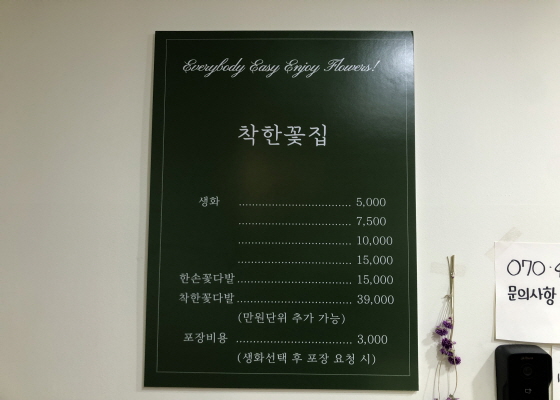 Everybody Easy Enjoy Flowers!
착한꽃집
생화 .................................. 5,000
.................................. 7,500
.................................. 10,000
.................................. 15,000
한손꽃다발.................................. 15,000
착한꽃다발.................................. 39,000
(만원단위 추가 가능)
포장비용 .................................. 3,000
(생화선택 후 포장 요청 시)
070
문의사항